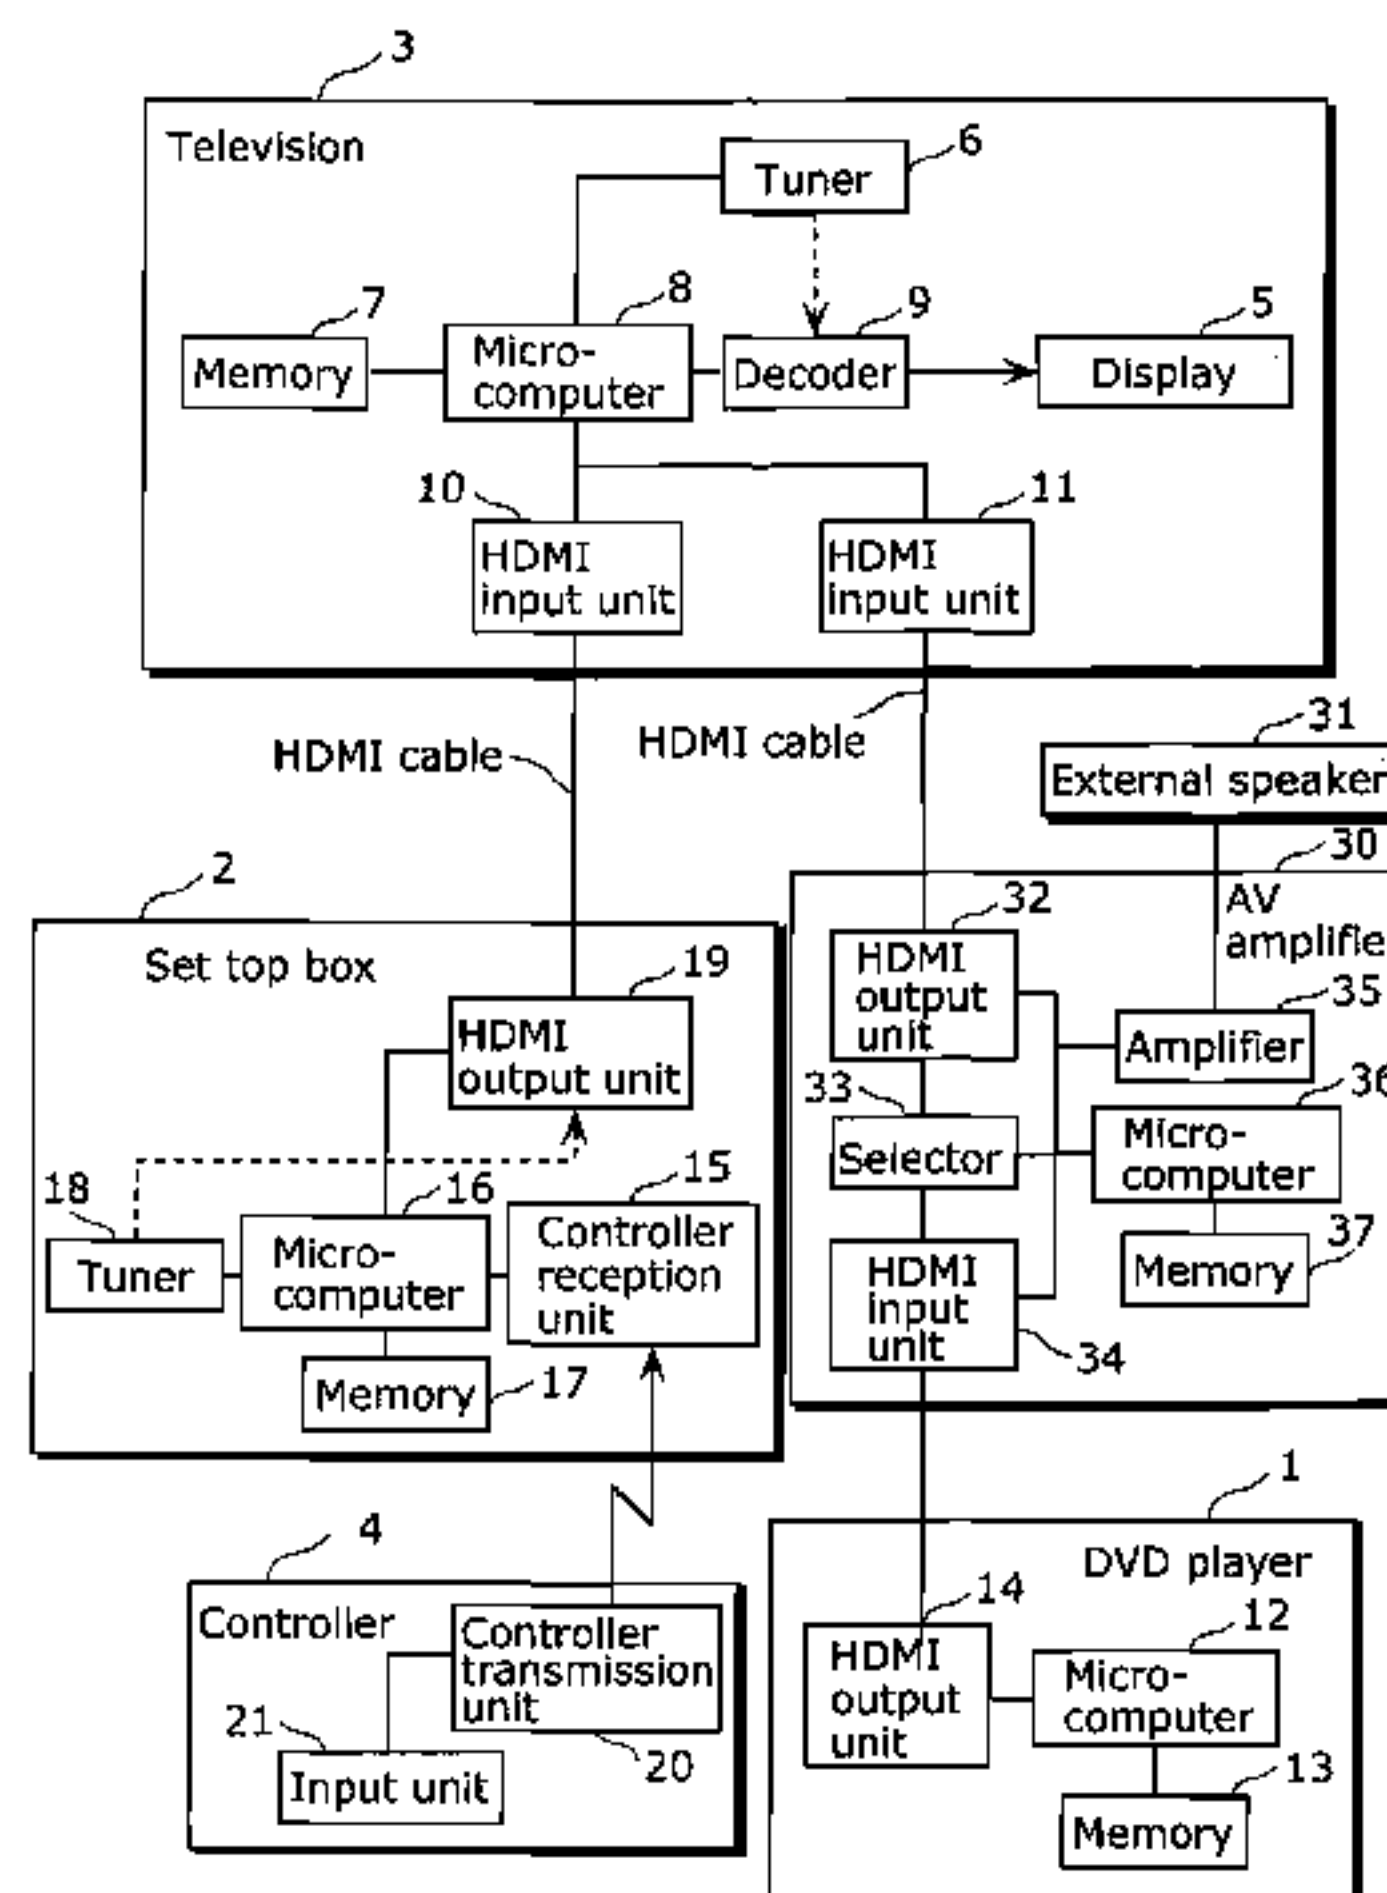 3
Television
6
Tuner
7
8
9
5
Memory
Micro-
computer
Decoder
Display
10
11
HDMI
input unit
HDMI
input unit
HDMI cable
HDMI cable
31
External speaker
2
30
Set top box
AV
amplifie
32
HDMI
output
unit
19
HDMI
output unit
35
Amplifier
33
Selector
36
Micro-
computer
18
Tuner
16
Micro-
computer
15
Controller
reception
unit
37
Memory
HDMI
input
unit
34
17
Memory
4
Controller
Controller
transmission
unit
20
21
Input unit
1
DVD player
14
HDMI
output
unit
12
Micro-
computer
13
Memory